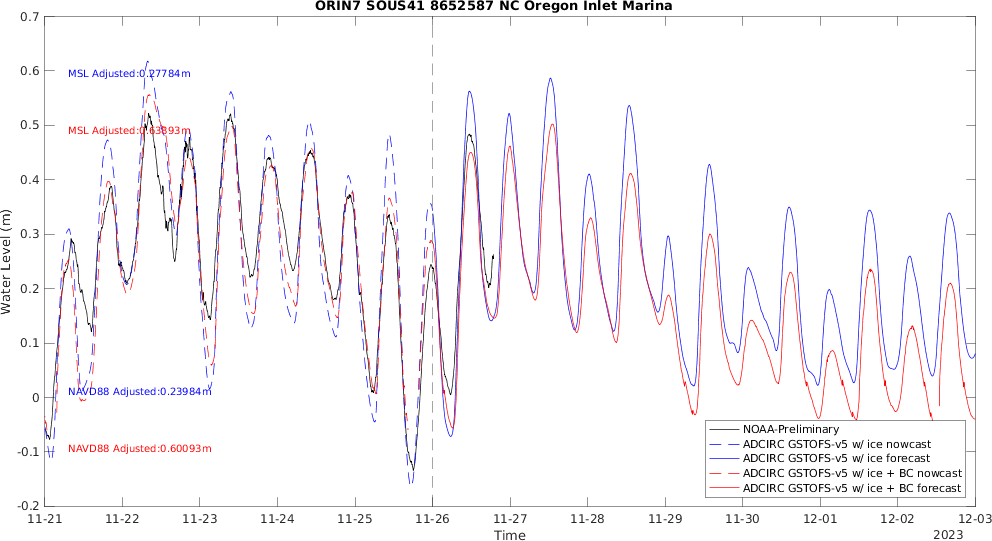 ORIN7 SOUS41 8652587 NC Oregon Inlet Marina
0.7
0.6
0.5
0.4
0.3
0.2
0.1
0
-0.1
-0.2
Water Level (m)
MSL Adjusted:0.27784m
MSL Adjusted:0.63893m
NAVD88 Adjusted:0.23984m
NAVD88 Adjusted:0.60093m
NOAA-Preliminary
ADCIRC GSTOFS-v5 w/ ice nowcast
ADCIRC GSTOFS-v5 w/ ice forecast
ADCIRC GSTOFS-v5 w/ ice + BC nowcast
ADCIRC GSTOFS-v5 w/ ice + BC forecast
11-21 11-22 11-23 11-24 11-25 11-26 11-27 11-28 11-29 11-30 12-01 12-02 12-03
Time
2023